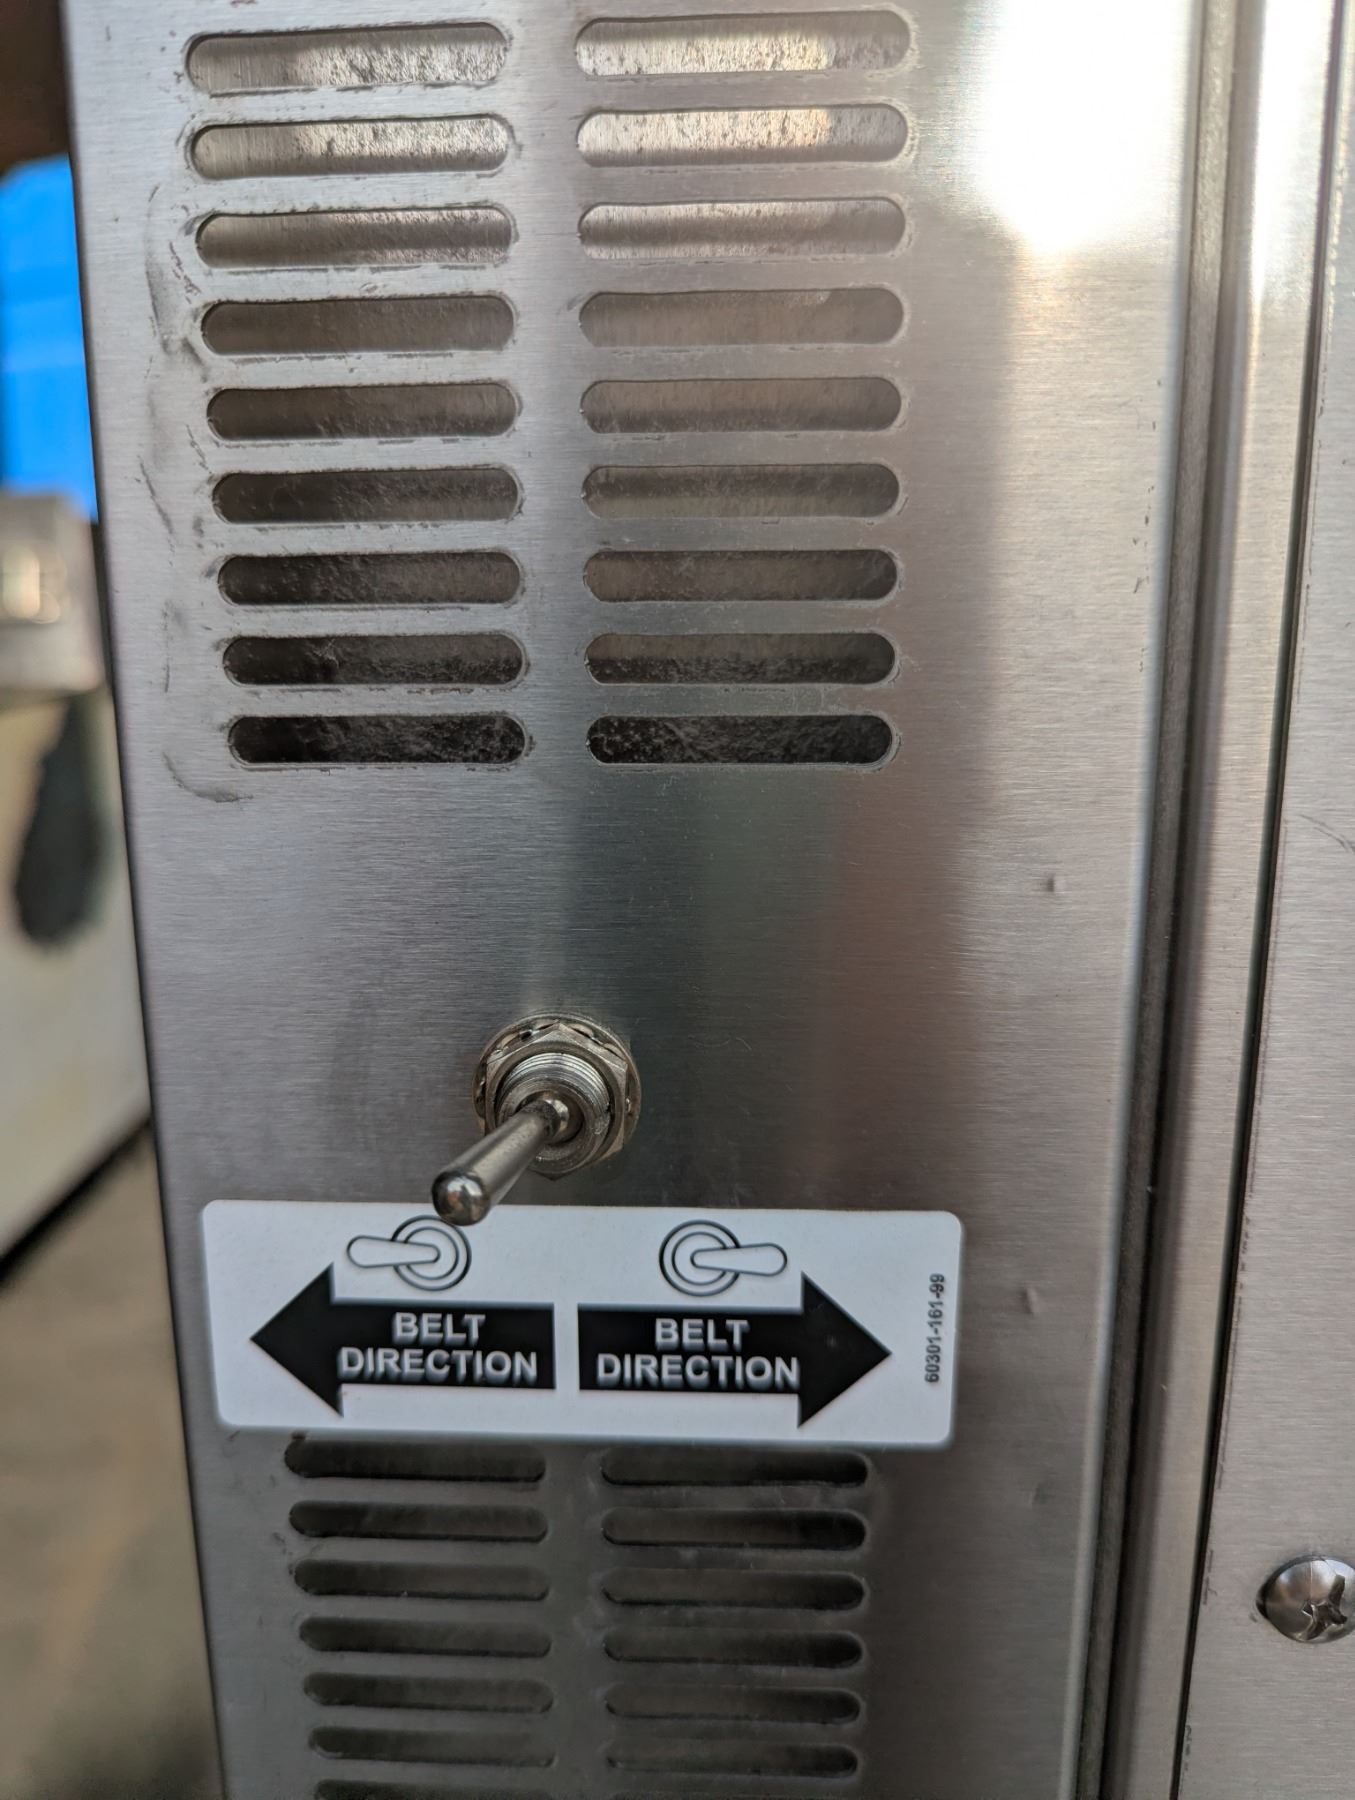 BELT
DIRECTION
BELT
DIRECTION
60301-161-99